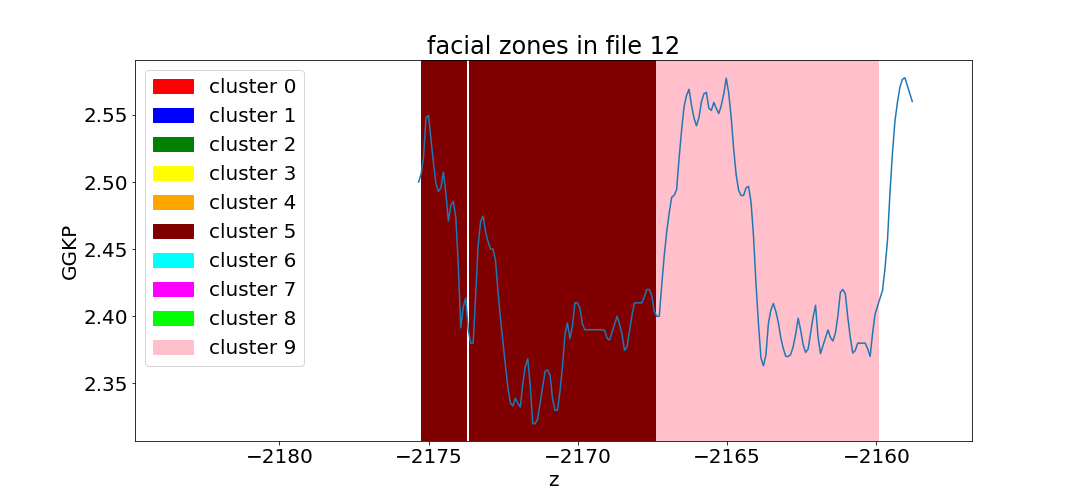 facial zones in file 12
cluster 0
cluster 1
cluster 2
cluster 3
cluster 4
cluster 5
cluster 6
cluster 7
cluster 8
cluster 9
GGKP
2.55
2.50
2.45
2.40
2.35
−2180
−2175
−2170
−2165
−2160
z